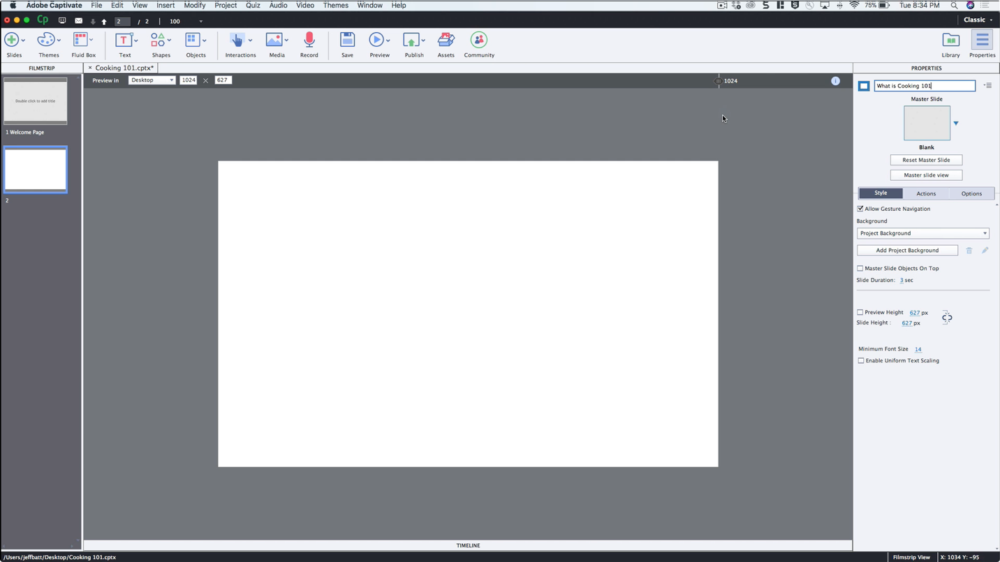 Adobe Captivate File Edit View Insert Modify Project Quiz Audio Video Themes Window Help 75% Tue 8:34 PM
Cp 2 / 2 100 Classic
Slides Themes Fluid Box Text Shapes Objects Interactions Media Record Save Preview Publish Assets Community Library Properties
FILMSTRIP × Cooking 101.cptx* PROPERTIES
Preview in Desktop 1024 × 627 1024
What is Cooking 101
Master Slide
Double click to add title
1 Welcome Page
Blank
Reset Master Slide
Master slide view
Style Actions Options
2
Allow Gesture Navigation
Background
Project Background
Add Project Background
Master Slide Objects On Top
Slide Duration: 3 sec
Preview Height 627 px
Slide Height : 627 px
Minimum Font Size 14
Enable Uniform Text Scaling
TIMELINE
/Users/jeffbatt/Desktop/Cooking 101.cptx Filmstrip View X: 1034 Y: -95